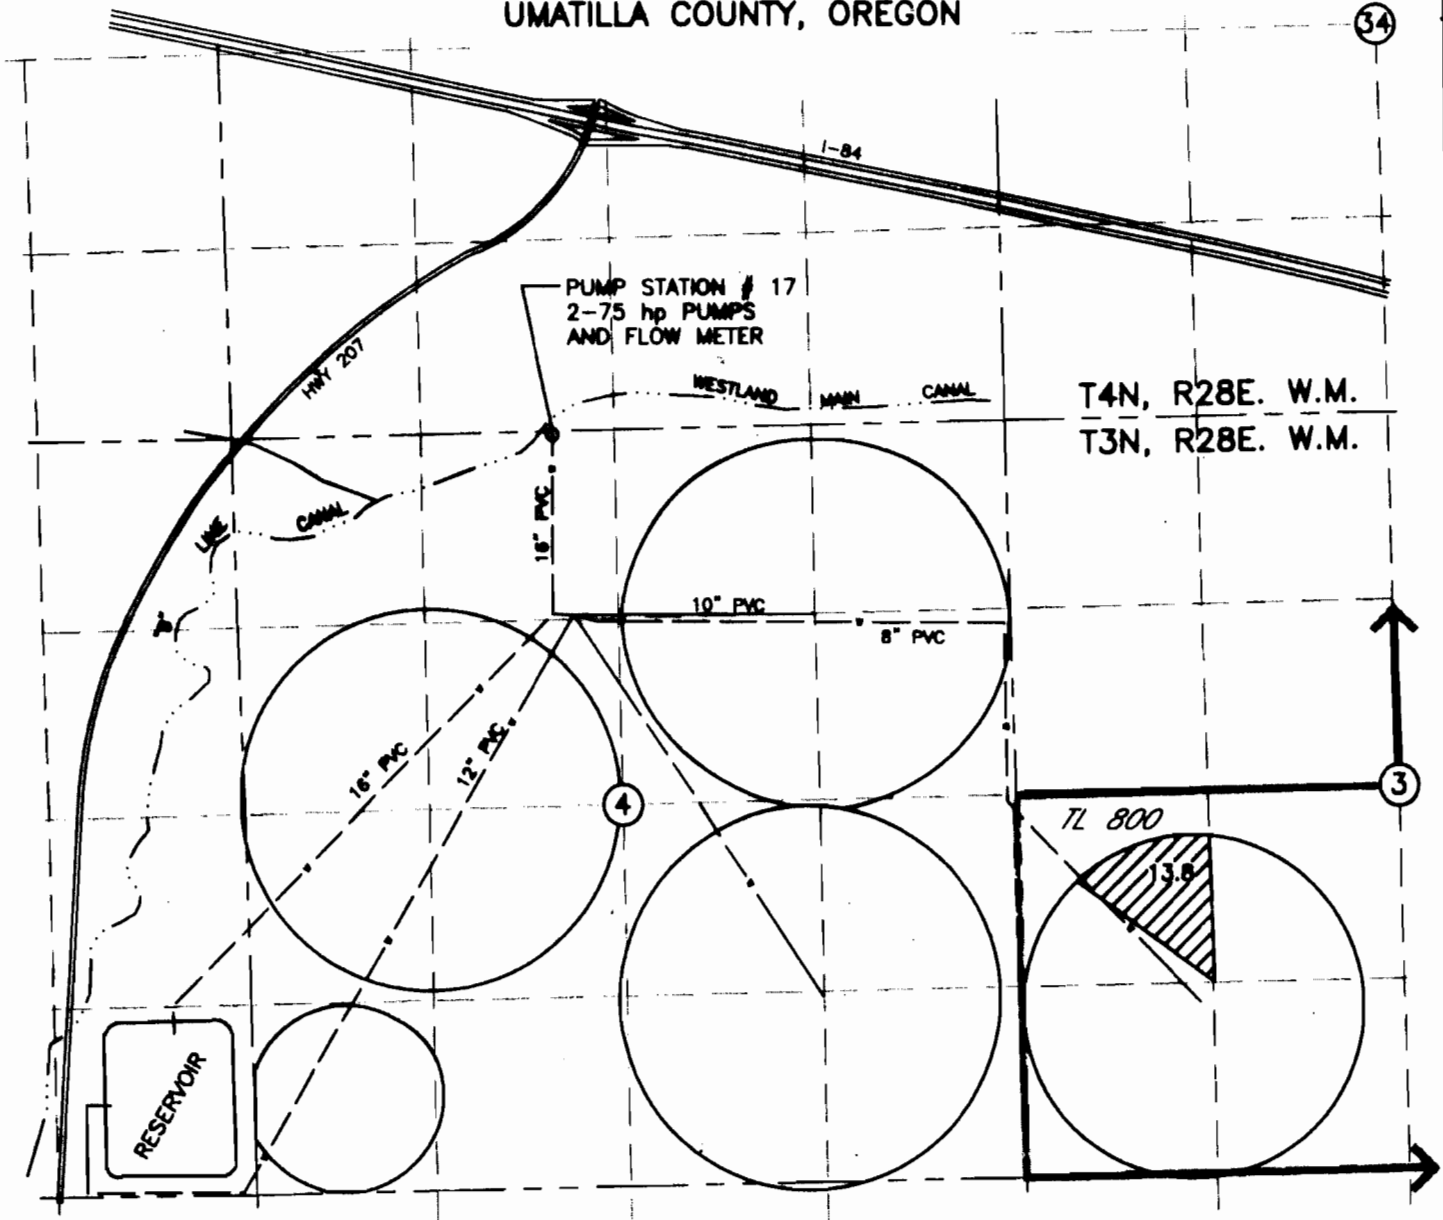 UMATILLA COUNTY, OREGON
34
I-84
PUMP STATION # 17
2-75 hp PUMPS
AND FLOW METER
HWY 207
WESTLAND MAIN CANAL
T4N, R28E. W.M.
T3N, R28E. W.M.
16" PVC
"B" LINE CANAL
10" PVC
8" PVC
16" PVC
12" PVC
4
3
TL 800
13.8
RESERVOIR